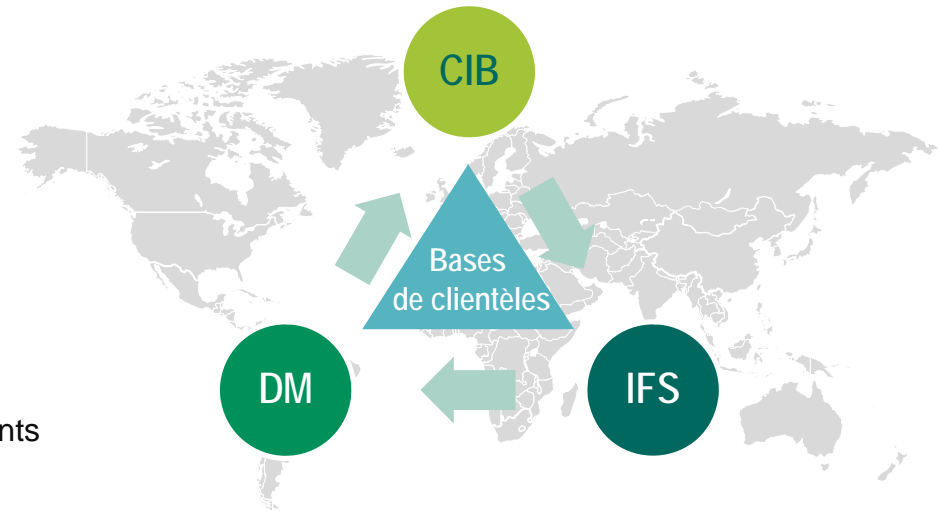 CIB
Bases
de clientèles
DM
IFS
nts